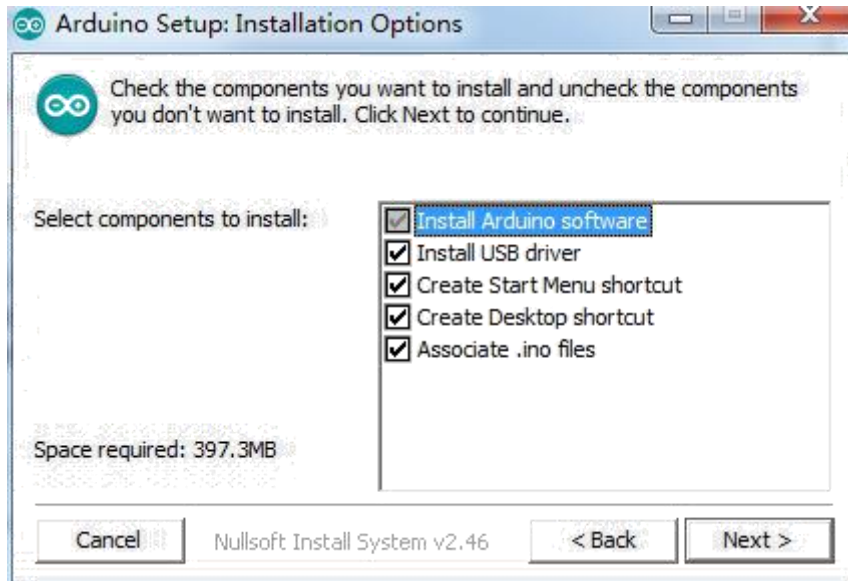 Arduino Setup: Installation Options
Check the components you want to install and uncheck the components
you don't want to install. Click Next to continue.
Select components to install:
Install Arduino software
Install USB driver
Create Start Menu shortcut
Create Desktop shortcut
Associate .ino files
Space required: 397.3MB
Cancel
Nullsoft Install System v2.46
< Back
Next >